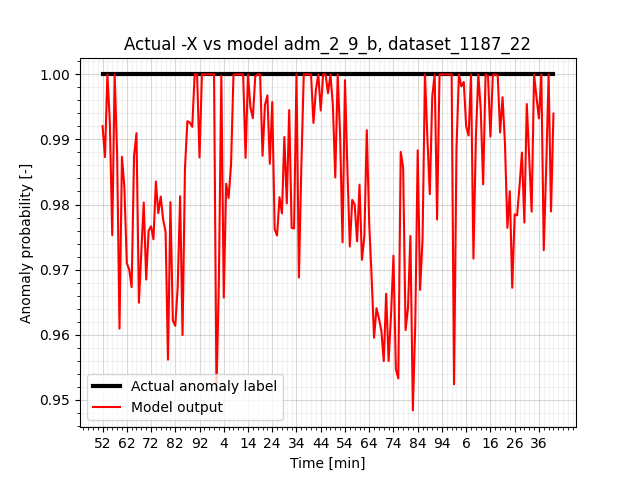 Actual -X vs model adm_2_9_b, dataset_1187_22
Anomaly probability [-]
1.00
0.99
0.98
0.97
0.96
0.95
Actual anomaly label
Model output
52 62 72 82 92 4 14 24 34 44 54 64 74 84 94 6 16 26 36
Time [min]